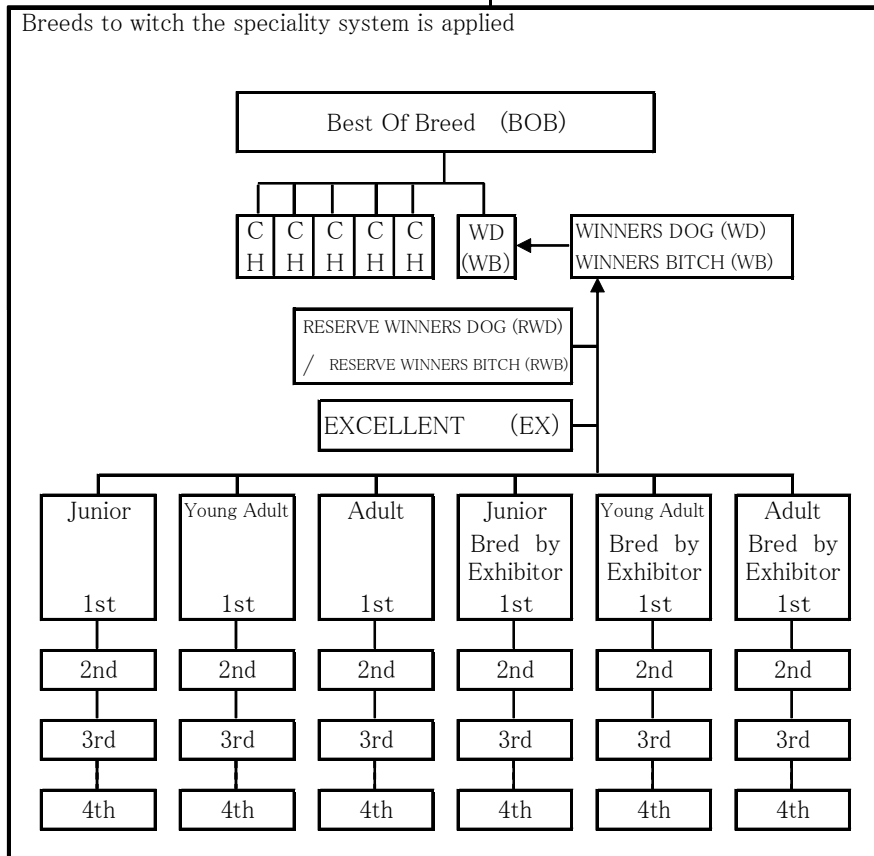 Breeds to witch the speciality system is applied
Best Of Breed (BOB)
C H
C H
C H
C H
C H
WD
(WB)
WINNERS DOG (WD)
WINNERS BITCH (WB)
RESERVE WINNERS DOG (RWD)
/ RESERVE WINNERS BITCH (RWB)
EXCELLENT (EX)
Junior
1st
2nd
3rd
4th
Young Adult
1st
2nd
3rd
4th
Adult
1st
2nd
3rd
4th
Junior
Bred by
Exhibitor
1st
2nd
3rd
4th
Young Adult
Bred by
Exhibitor
1st
2nd
3rd
4th
Adult
Bred by
Exhibitor
1st
2nd
3rd
4th